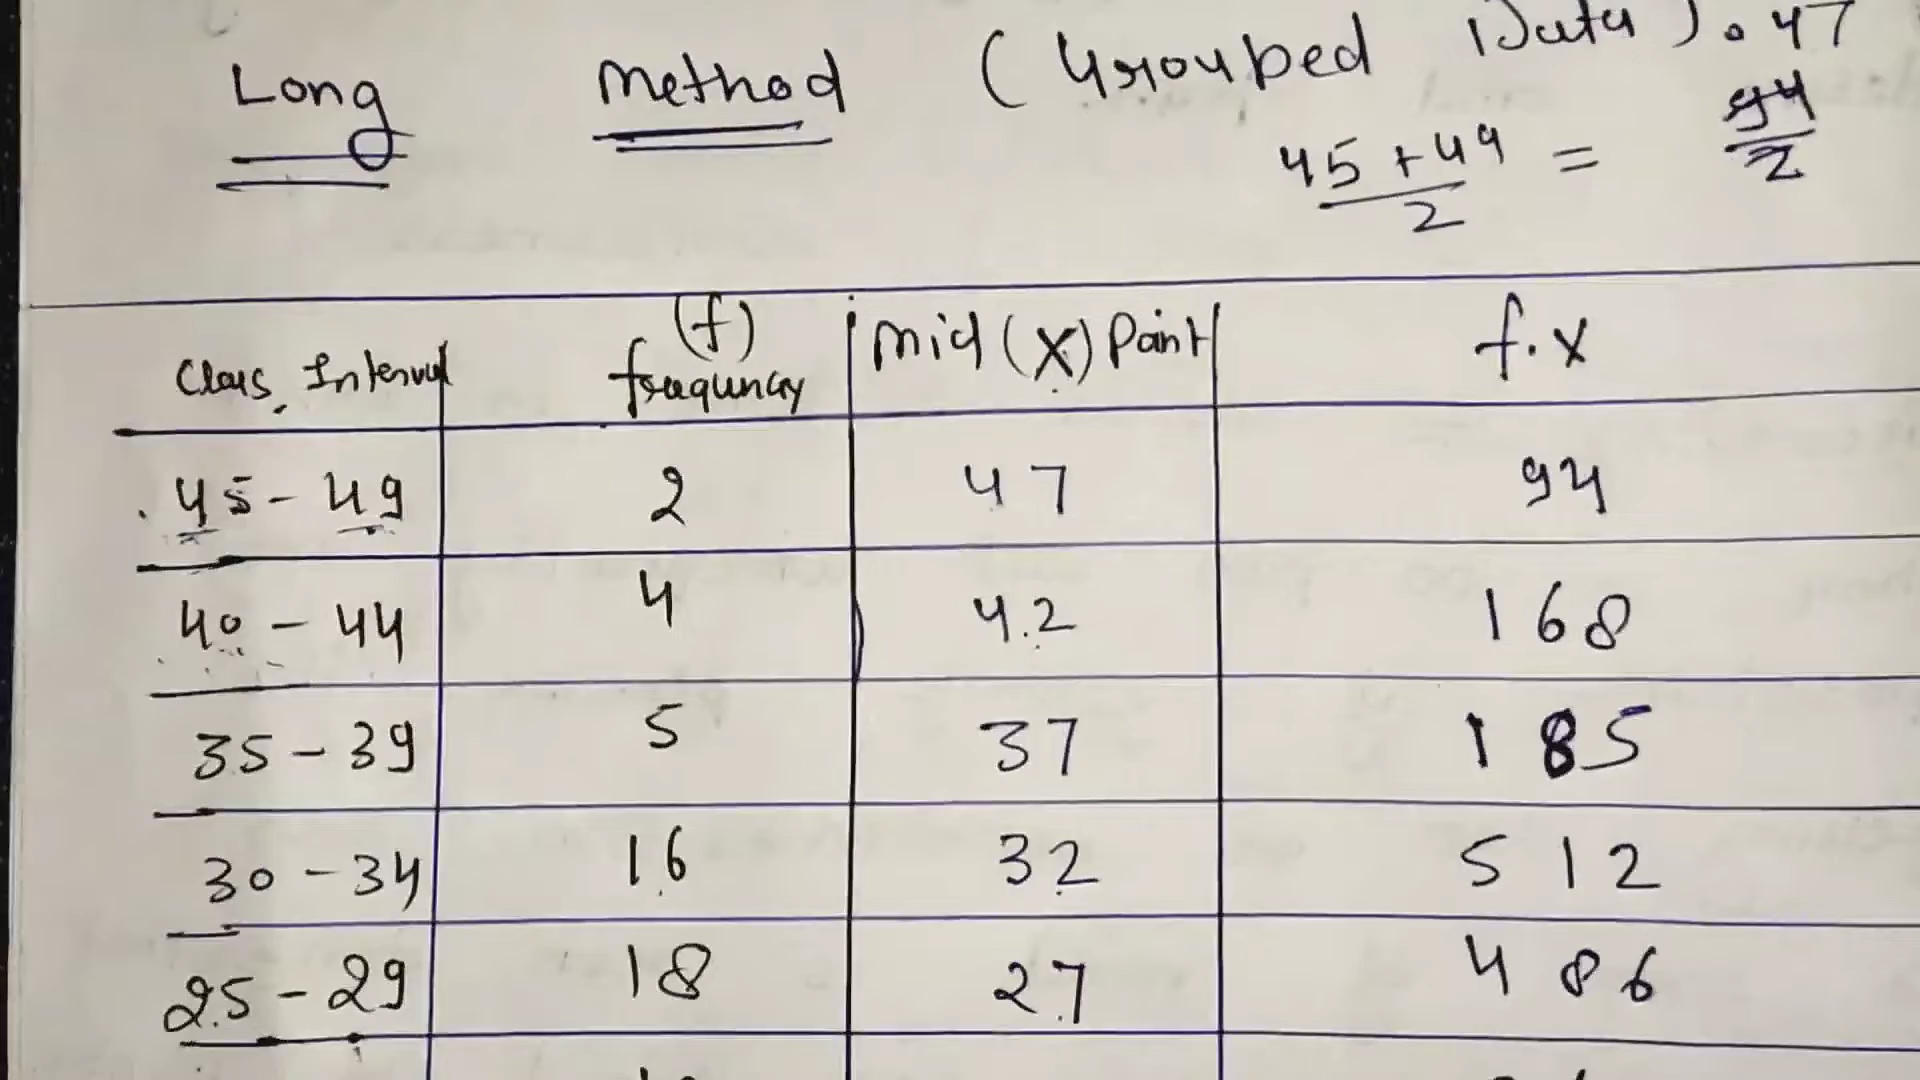 Long Method (Grouped Data). 47
45 + 49 / 2 = 94 / 2
Class Interval | (f) frequncy | Mid (X) Point | f.x
45 - 49 | 2 | 47 | 94
40 - 44 | 4 | 42 | 168
35 - 39 | 5 | 37 | 185
30 - 34 | 16 | 32 | 512
25 - 29 | 18 | 27 | 486